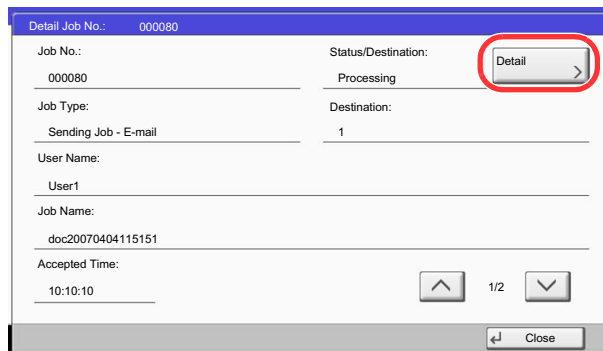 Detail Job No.: 000080
Job No.:
000080
Status/Destination:
Processing
Detail
Job Type:
Sending Job - E-mail
Destination:
1
User Name:
User1
Job Name:
doc20070404115151
Accepted Time:
10:10:10
1/2
Close